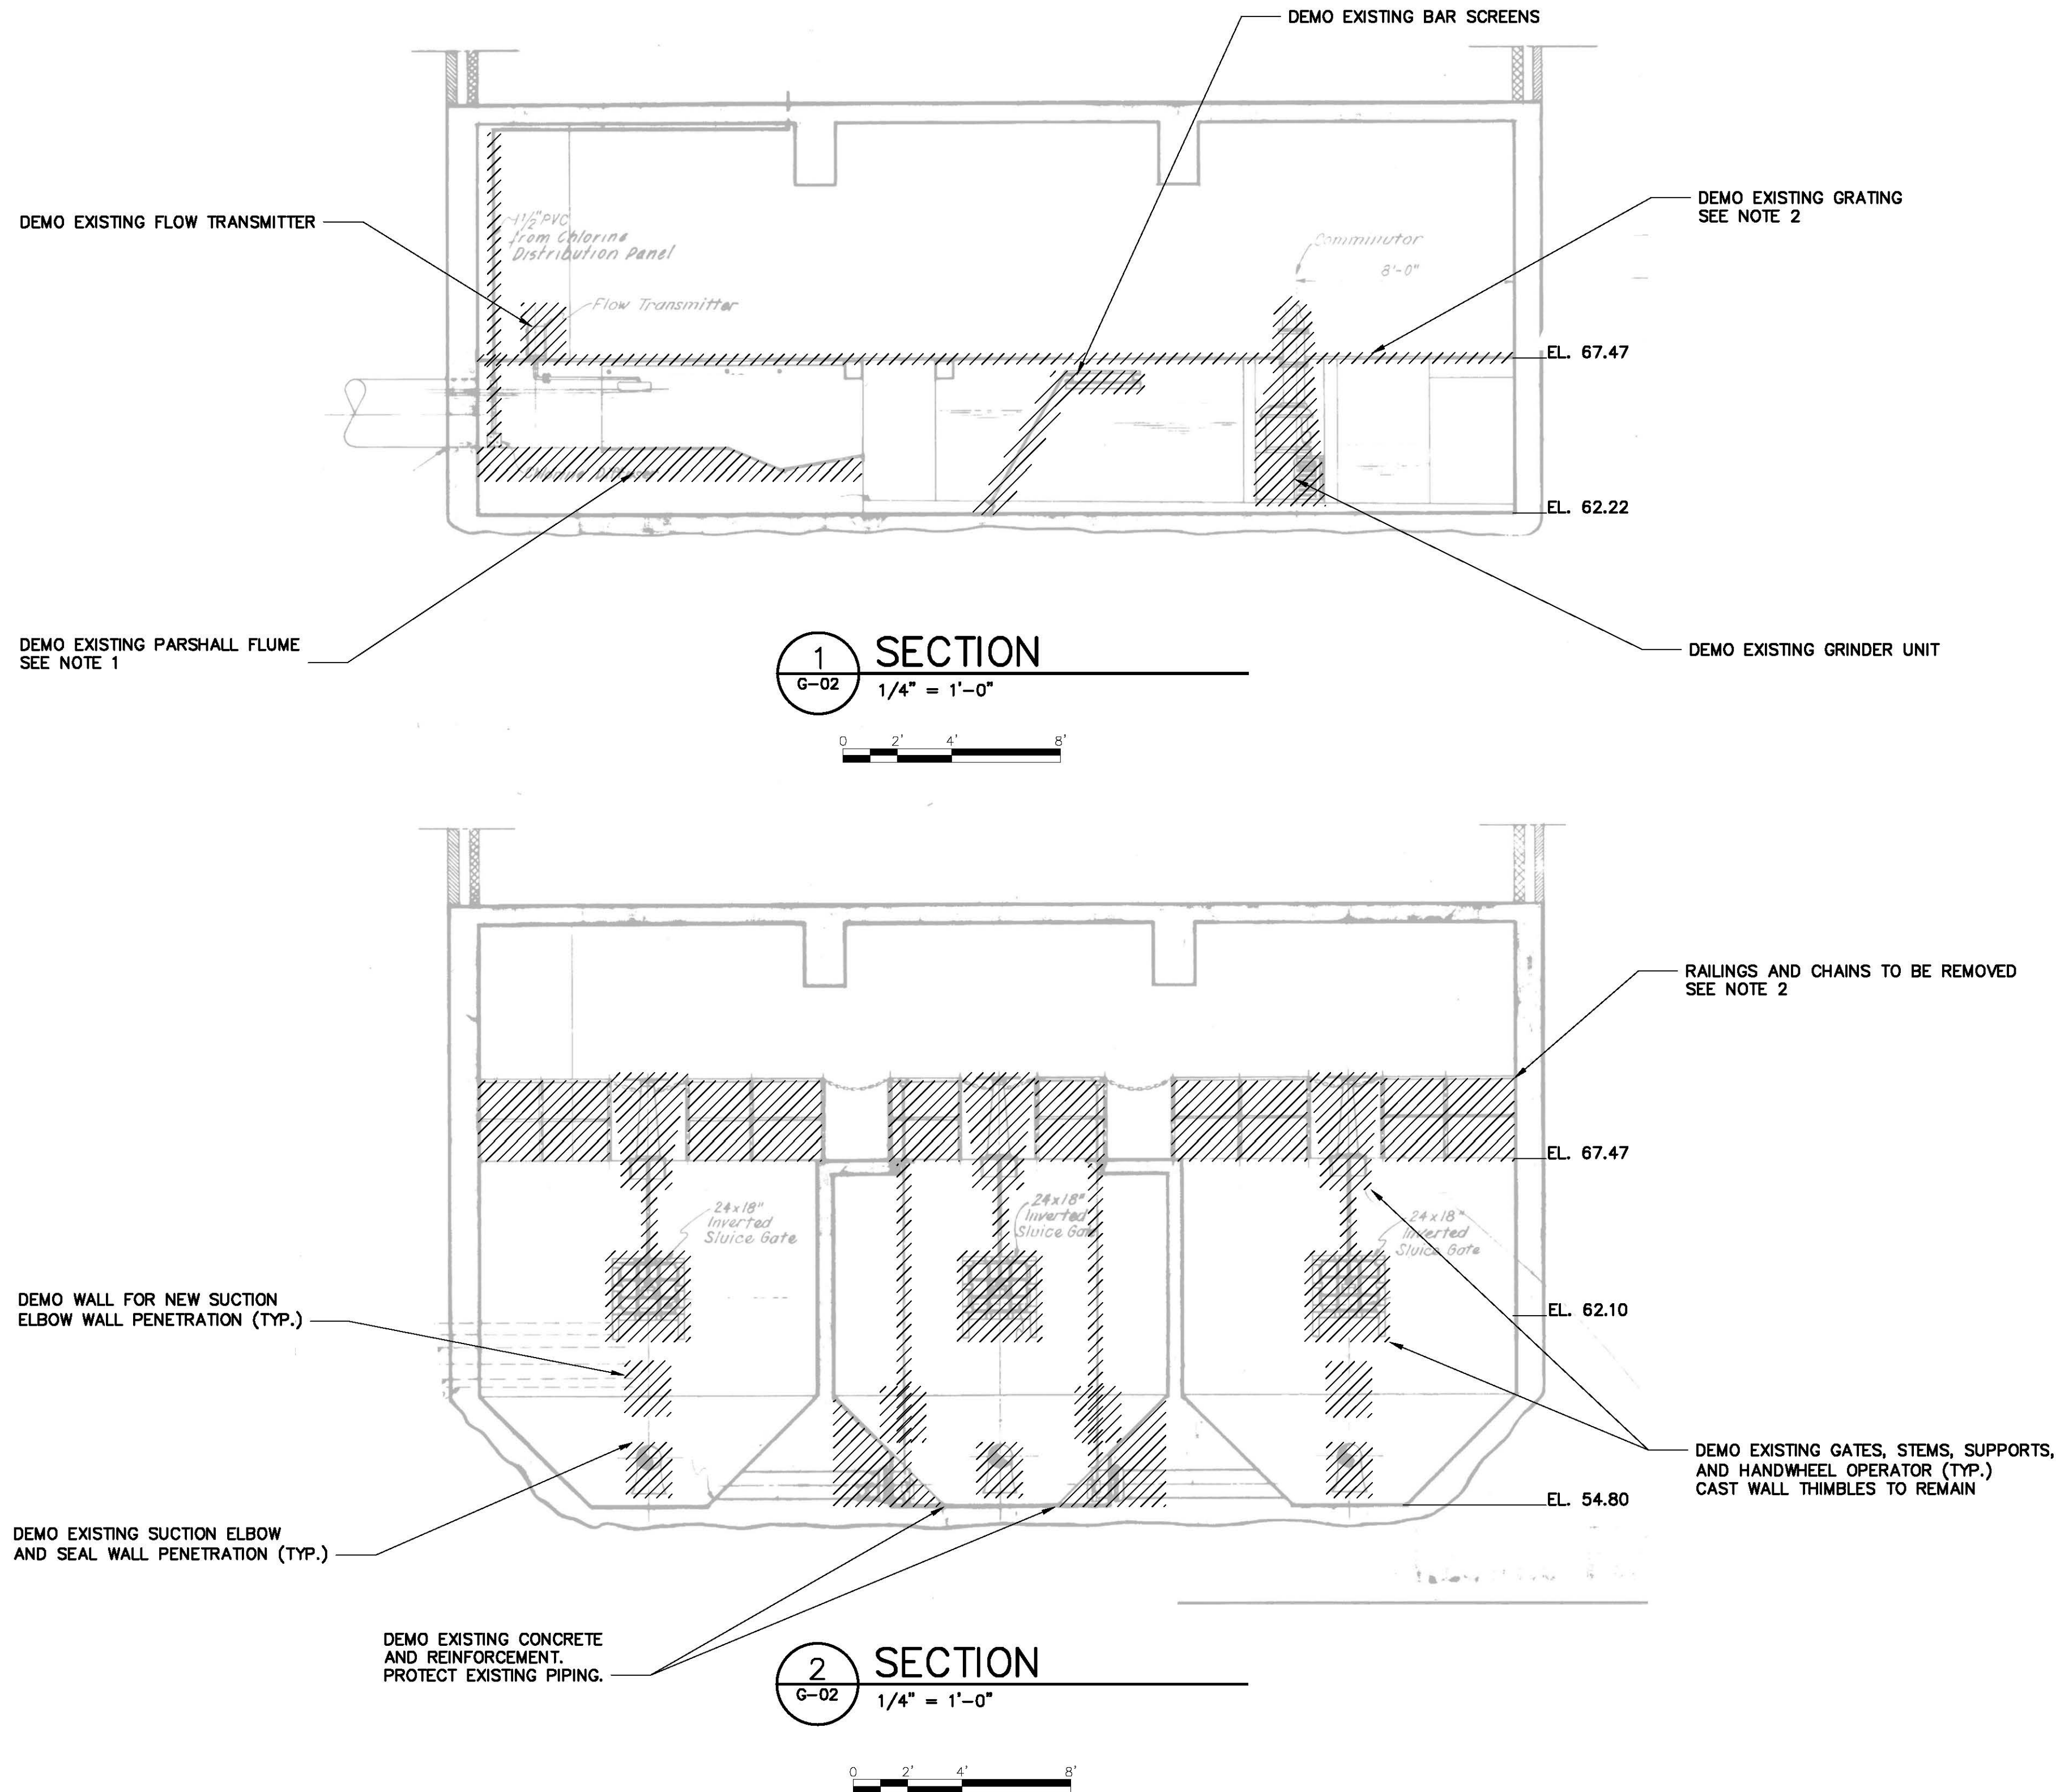 DEMO EXISTING BAR SCREENS
DEMO EXISTING FLOW TRANSMITTER
1 1/2" PVC
from Chlorine
Distribution Panel
Flow Transmitter
Comminutor
8'-0"
DEMO EXISTING GRATING
SEE NOTE 2
EL. 67.47
EL. 62.22
DEMO EXISTING PARSHALL FLUME
SEE NOTE 1
DEMO EXISTING GRINDER UNIT
1
G-02
SECTION
1/4" = 1'-0"
0 2' 4' 8'
RAILINGS AND CHAINS TO BE REMOVED
SEE NOTE 2
EL. 67.47
24x18"
Inverted
Sluice Gate
24x18"
Inverted
Sluice Gate
24x18"
Inverted
Sluice Gate
DEMO WALL FOR NEW SUCTION
ELBOW WALL PENETRATION (TYP.)
EL. 62.10
DEMO EXISTING GATES, STEMS, SUPPORTS,
AND HANDWHEEL OPERATOR (TYP.)
CAST WALL THIMBLES TO REMAIN
EL. 54.80
DEMO EXISTING SUCTION ELBOW
AND SEAL WALL PENETRATION (TYP.)
DEMO EXISTING CONCRETE
AND REINFORCEMENT.
PROTECT EXISTING PIPING.
2
G-02
SECTION
1/4" = 1'-0"
0 2' 4' 8'